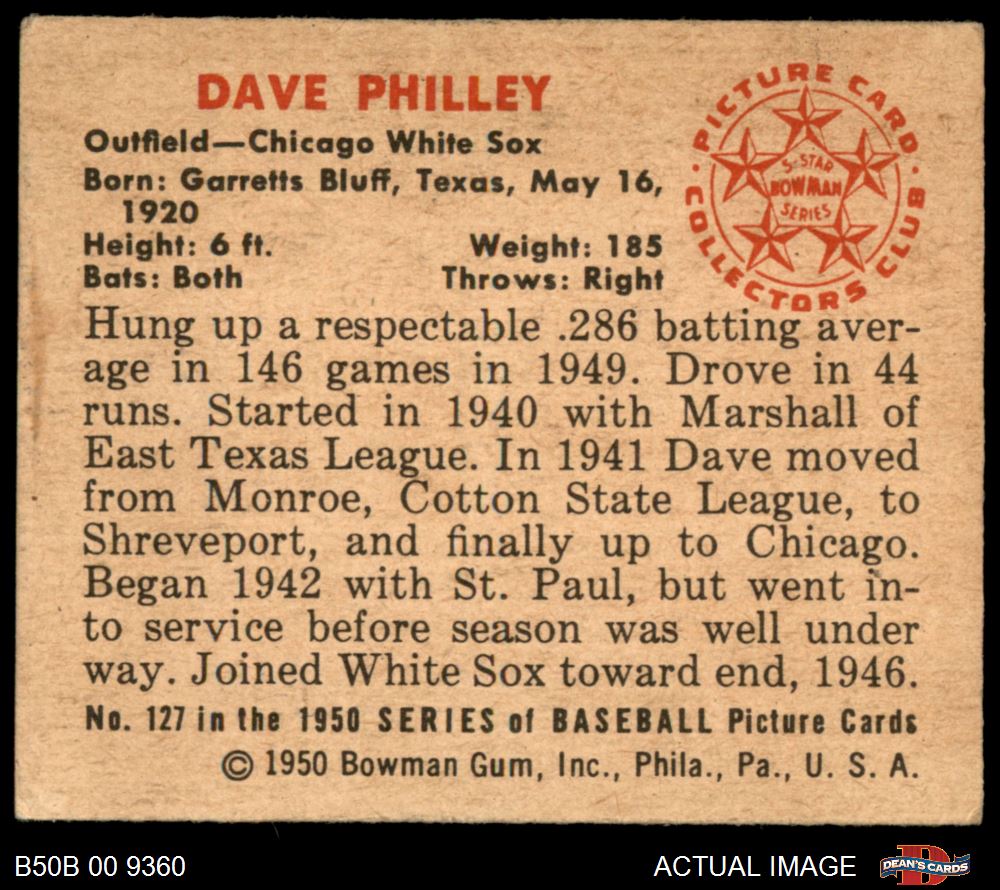 DAVE PHILLEY
Outfield—Chicago White Sox
Born: Garretts Bluff, Texas, May 16,
1920
Height: 6 ft. Weight: 185
Bats: Both Throws: Right
PICTURE CARD
COLLECTORS CLUB
5-STAR
BOWMAN
SERIES
Hung up a respectable .286 batting aver-
age in 146 games in 1949. Drove in 44
runs. Started in 1940 with Marshall of
East Texas League. In 1941 Dave moved
from Monroe, Cotton State League, to
Shreveport, and finally up to Chicago.
Began 1942 with St. Paul, but went in-
to service before season was well under
way. Joined White Sox toward end, 1946.
No. 127 in the 1950 SERIES of BASEBALL Picture Cards
© 1950 Bowman Gum, Inc., Phila., Pa., U. S. A.
B50B 00 9360
ACTUAL IMAGE
D
DEAN'S CARDS